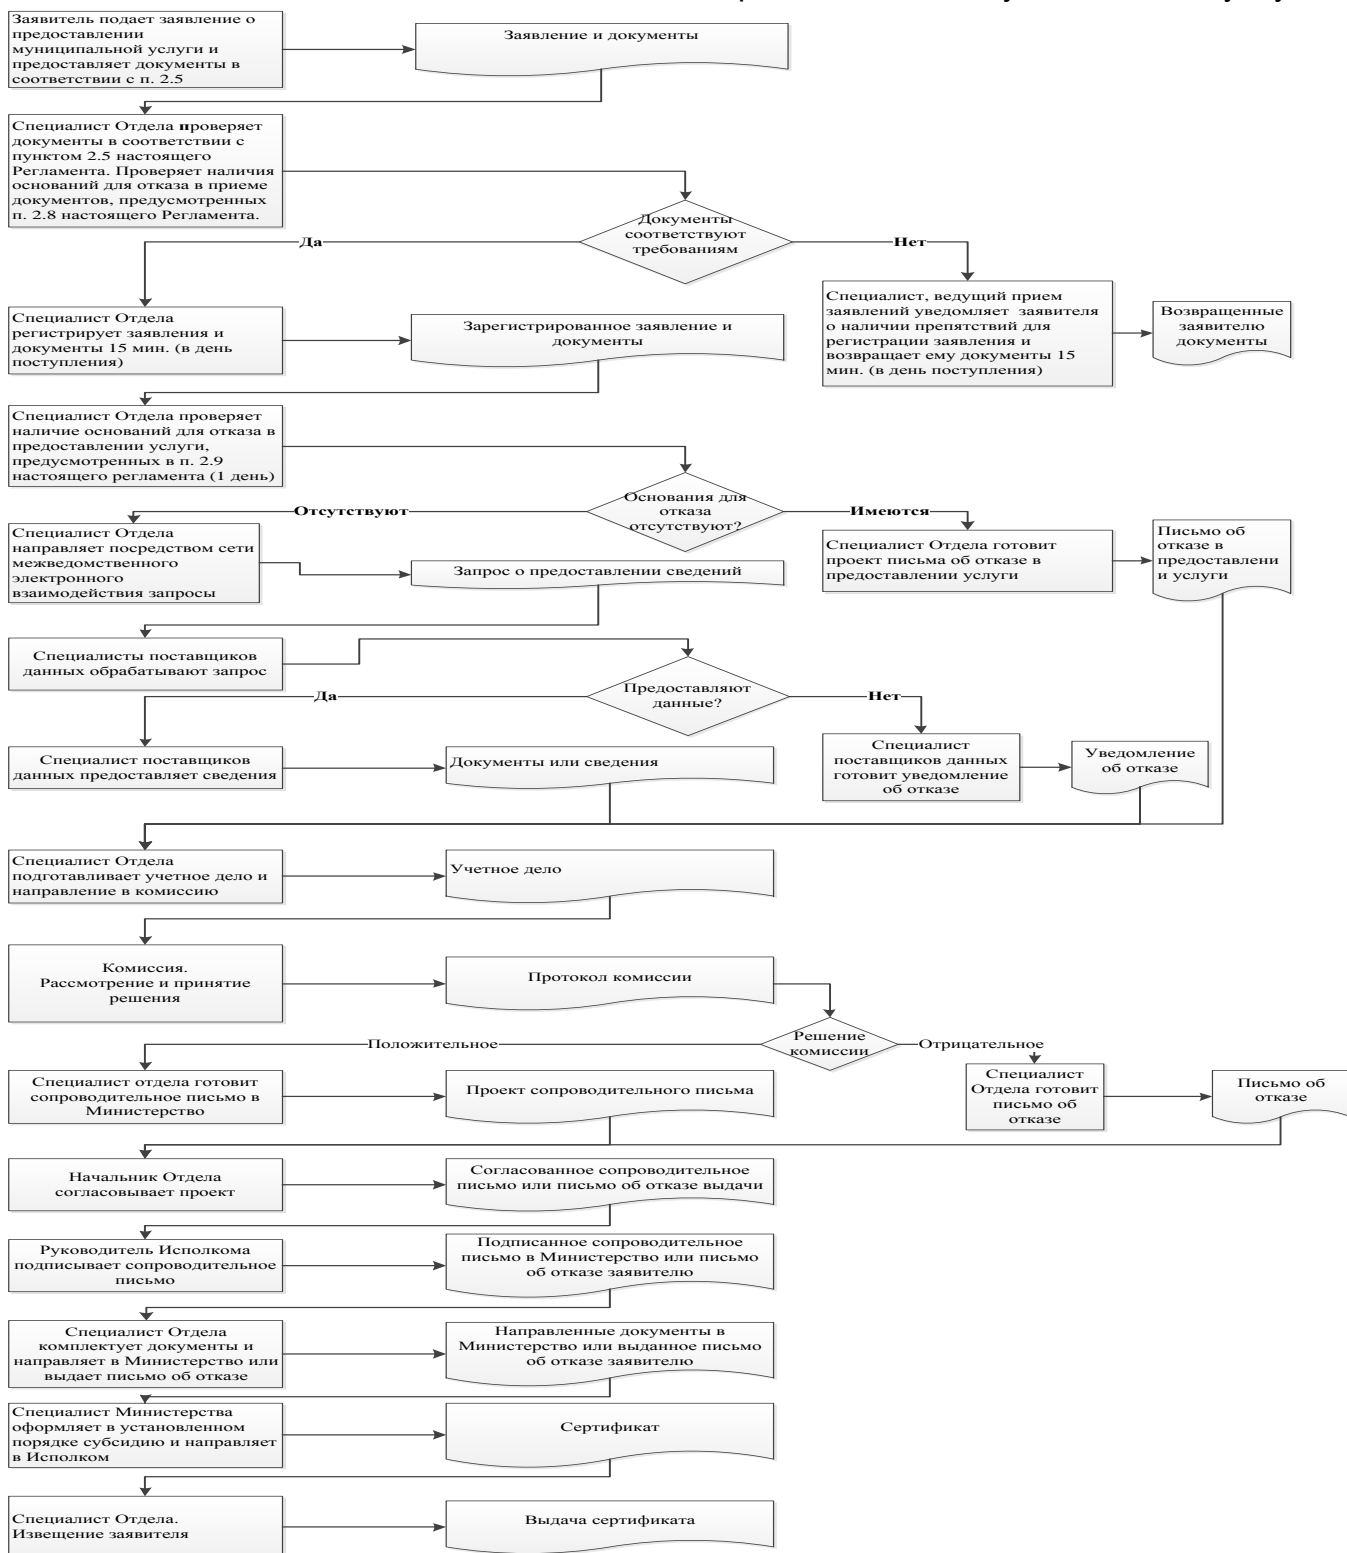 Заявитель подает заявление о
предоставлении
муниципальной услуги и
предоставляет документы в
соответствии с п. 2.5
Заявление и документы
Специалист Отдела проверяет
документы в соответствии с
пунктом 2.5 настоящего
Регламента. Проверяет наличия
оснований для отказа в приеме
документов, предусмотренных
п. 2.8 настоящего Регламента.
Документы
соответствуют
требованиям
Да
Нет
Специалист Отдела
регистрирует заявления и
документы 15 мин. (в день
поступления)
Зарегистрированное заявление и
документы
Специалист, ведущий прием
заявлений уведомляет заявителя
о наличии препятствий для
регистрации заявления и
возвращает ему документы 15
мин. (в день поступления)
Возвращенные
заявителю
документы
Специалист Отдела проверяет
наличие оснований для отказа в
предоставлении услуги,
предусмотренных в п. 2.9
настоящего регламента (1 день)
Основания для
отказа
отсутствуют?
Отсутствуют
Имеются
Специалист Отдела
направляет посредством сети
межведомственного
электронного
взаимодействия запросы
Запрос о предоставлении сведений
Специалист Отдела готовит
проект письма об отказе в
предоставлении услуги
Письмо об
отказе в
предоставлени
и услуги
Специалисты поставщиков
данных обрабатывают запрос
Предоставляют
данные?
Да
Нет
Специалист поставщиков
данных предоставляет сведения
Документы или сведения
Специалист
поставщиков данных
готовит уведомление
об отказе
Уведомление
об отказе
Специалист Отдела
подготавливает учетное дело и
направление в комиссию
Учетное дело
Комиссия.
Рассмотрение и принятие
решения
Протокол комиссии
Решение
комиссии
Положительное
Отрицательное
Специалист отдела готовит
сопроводительное письмо в
Министерство
Проект сопроводительного письма
Специалист
Отдела готовит
письмо об
отказе
Письмо об
отказе
Начальник Отдела
согласовывает проект
Согласованное сопроводительное
письмо или письмо об отказе выдачи
Руководитель Исполкома
подписывает сопроводительное
письмо
Подписанное сопроводительное
письмо в Министерство или письмо
об отказе заявителю
Специалист Отдела
комплектует документы и
направляет в Министерство или
выдает письмо об отказе
Направленные документы в
Министерство или выданное письмо
об отказе заявителю
Специалист Министерства
оформляет в установленном
порядке субсидию и направляет
в Исполком
Сертификат
Специалист Отдела.
Извещение заявителя
Выдача сертификата